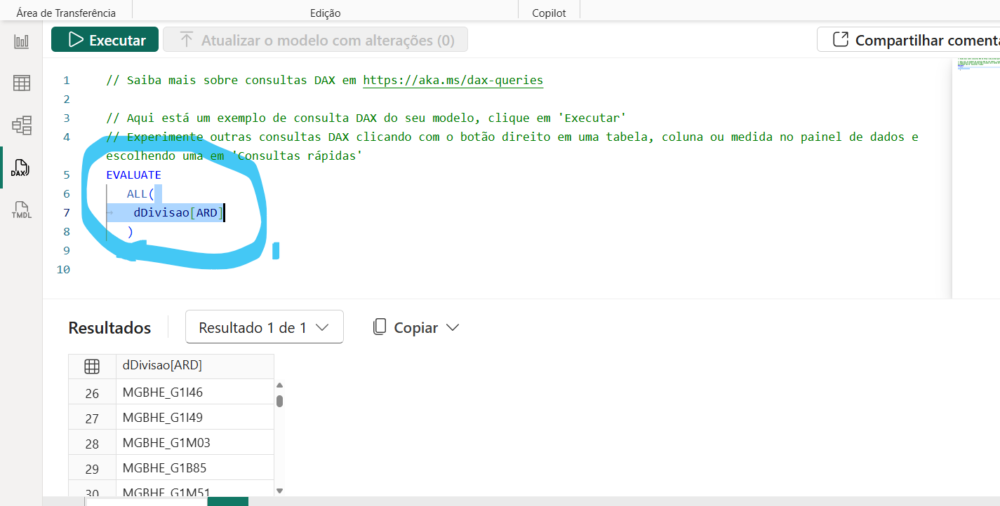 Área de Transferência
Edição
Copilot
Executar
Atualizar o modelo com alterações (0)
Compartilhar coment
1 // Saiba mais sobre consultas DAX em https://aka.ms/dax-queries
2
3 // Aqui está um exemplo de consulta DAX do seu modelo, clique em 'Executar'
4 // Experimente outras consultas DAX clicando com o botão direito em uma tabela, coluna ou medida no painel de dados e
escolhendo uma em 'Consultas rápidas'
5 EVALUATE
6 ALL(
7 dDivisao[ARD]
8 )
9
10
DAX
TMDL
Resultados
Resultado 1 de 1
Copiar
dDivisao[ARD]
26 MGBHE_G1I46
27 MGBHE_G1I49
28 MGBHE_G1M03
29 MGBHE_G1B85
30 MGBHE_G1M51